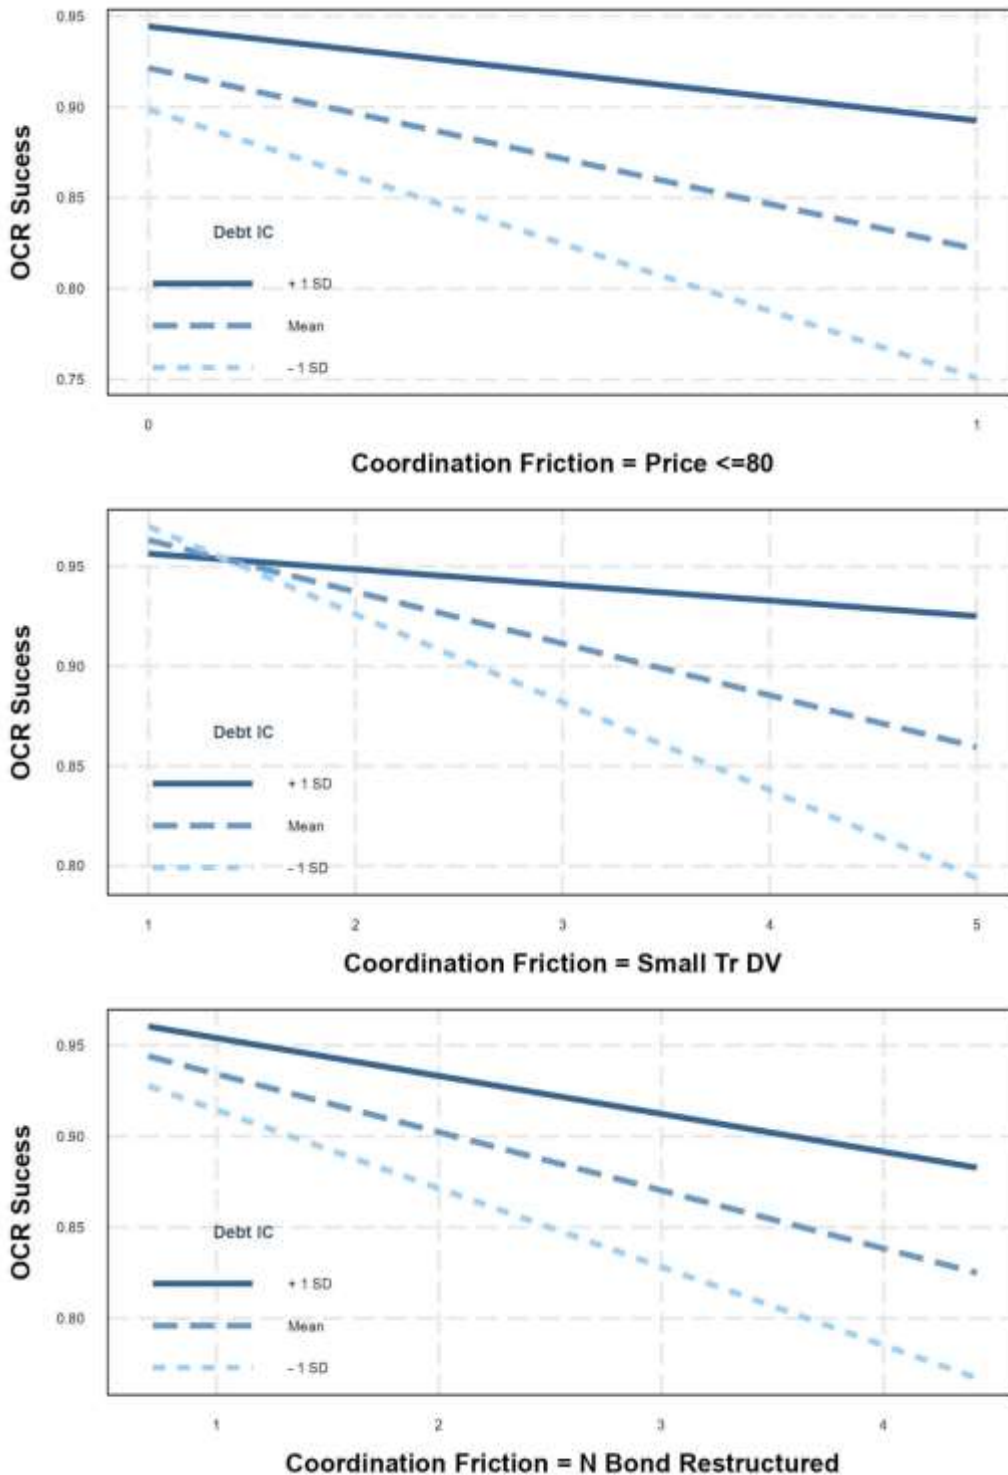 0.95
0.90
0.85
0.80
0.75
OCR Sucess
Debt IC
+ 1 SD
Mean
- 1 SD
0 1
Coordination Friction = Price <=80
0.95
0.90
0.85
0.80
OCR Sucess
Debt IC
+ 1 SD
Mean
- 1 SD
1 2 3 4 5
Coordination Friction = Small Tr DV
0.95
0.90
0.85
0.80
OCR Sucess
Debt IC
+ 1 SD
Mean
- 1 SD
1 2 3 4
Coordination Friction = N Bond Restructured